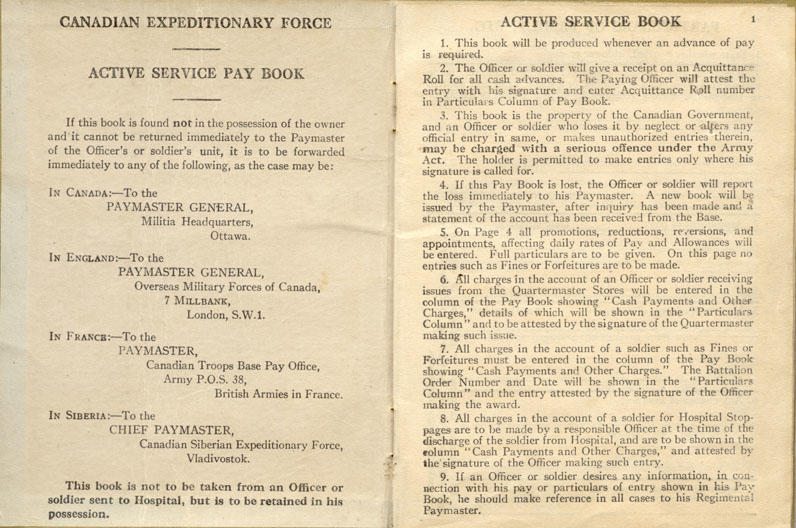 CANADIAN EXPEDITIONARY FORCE
ACTIVE SERVICE PAY BOOK
If this book is found not in the possession of the owner
and it cannot be returned immediately to the Paymaster
of the Officer's or soldier's unit, it is to be forwarded
immediately to any of the following, as the case may be:
IN CANADA:—To the
PAYMASTER GENERAL,
Militia Headquarters,
Ottawa.
IN ENGLAND:—To the
PAYMASTER GENERAL,
Overseas Military Forces of Canada,
7 MILLBANK,
London, S.W.1.
IN FRANCE:—To the
PAYMASTER,
Canadian Troops Base Pay Office,
Army P.O.S. 38,
British Armies in France.
IN SIBERIA:—To the
CHIEF PAYMASTER,
Canadian Siberian Expeditionary Force,
Vladivostok.
This book is not to be taken from an Officer or
soldier sent to Hospital, but is to be retained in his
possession.
ACTIVE SERVICE BOOK 1
1. This book will be produced whenever an advance of pay
is required.
2. The Officer or soldier will give a receipt on an Acquittance
Roll for all cash advances. The Paying Officer will attest the
entry with his signature and enter Acquittance Roll number
in Particulars Column of Pay Book.
3. This book is the property of the Canadian Government,
and an Officer or soldier who loses it by neglect or alters any
official entry in same, or makes unauthorized entries therein,
may be charged with a serious offence under the Army
Act. The holder is permitted to make entries only where his
signature is called for.
4. If this Pay Book is lost, the Officer or soldier will report
the loss immediately to his Paymaster. A new book will be
issued by the Paymaster, after inquiry has been made and a
statement of the account has been received from the Base.
5. On Page 4 all promotions, reductions, reversions, and
appointments, affecting daily rates of Pay and Allowances will
be entered. Full particulars are to be given. On this page no
entries such as Fines or Forfeitures are to be made.
6. All charges in the account of an Officer or soldier receiving
issues from the Quartermaster Stores will be entered in the
column of the Pay Book showing "Cash Payments and Other
Charges," details of which will be shown in the "Particulars
Column" and to be attested by the signature of the Quartermaster
making such issue.
7. All charges in the account of a soldier such as Fines or
Forfeitures must be entered in the column of the Pay Book
showing "Cash Payments and Other Charges." The Battalion
Order Number and Date will be shown in the "Particulars
Column" and the entry attested by the signature of the Officer
making the award.
8. All charges in the account of a soldier for Hospital Stop-
pages are to be made by a responsible Officer at the time of the
discharge of the soldier from Hospital, and are to be shown in the
column "Cash Payments and Other Charges," and attested by
the signature of the Officer making such entry.
9. If an Officer or soldier desires any information, in con-
nection with his pay or particulars of entry shown in his Pay
Book, he should make reference in all cases to his Regimental
Paymaster.